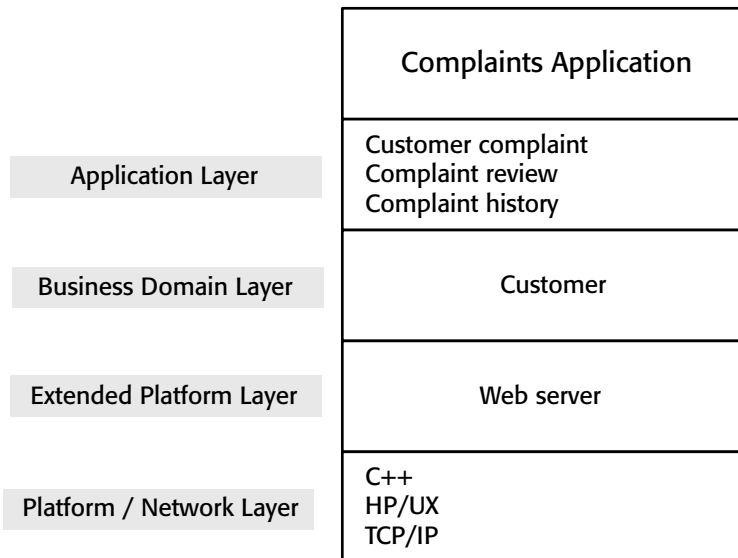 Complaints Application
Application Layer
Customer complaint
Complaint review
Complaint history
Business Domain Layer
Customer
Extended Platform Layer
Web server
Platform / Network Layer
C++
HP/UX
TCP/IP